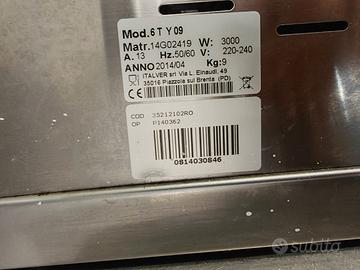 Mod.6 T Y 09
Matr.14G02419 W: 3000
A. 13 Hz.50/60 V: 220-240
ANNO 2014/04 Kg:9
ITALVER srl Via L. Einaudi, 49
35016 Piazzola sul Brenta (PD)
COD 35212102RO
OP P140362
0814030846
subito